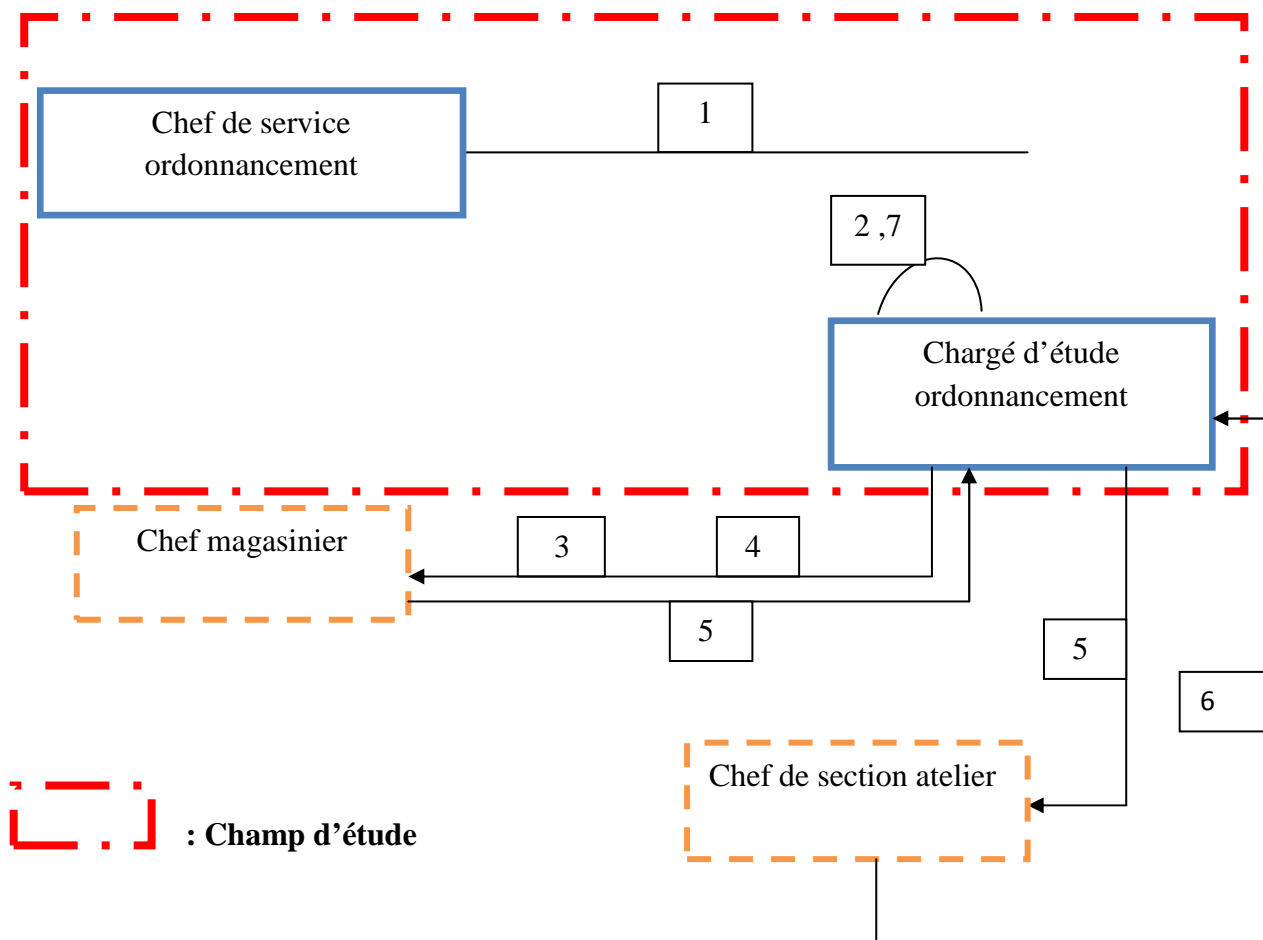 1
Chef de service
ordonnancement
2 ,7
Chargé d’étude
ordonnancement
Chef magasinier
3
4
5
5
6
Chef de section atelier
: Champ d’étude